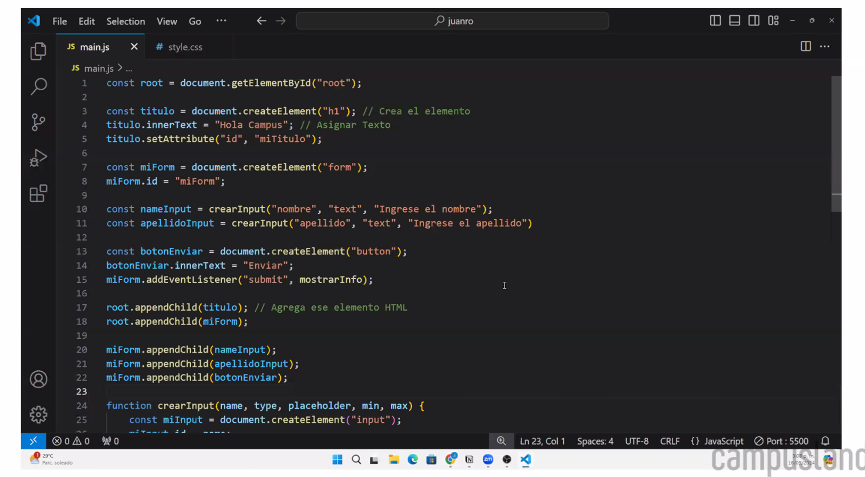 File Edit Selection View Go ··· ← → juanro
JS main.js × # style.css
JS main.js > ...
1 const root = document.getElementById("root");
2
3 const titulo = document.createElement("h1"); // Crea el elemento
4 titulo.innerText = "Hola Campus"; // Asignar Texto
5 titulo.setAttribute("id", "miTitulo");
6
7 const miForm = document.createElement("form");
8 miForm.id = "miForm";
9
10 const nameInput = crearInput("nombre", "text", "Ingrese el nombre");
11 const apellidoInput = crearInput("apellido", "text", "Ingrese el apellido")
12
13 const botonEnviar = document.createElement("button");
14 botonEnviar.innerText = "Enviar";
15 miForm.addEventListener("submit", mostrarInfo);
16
17 root.appendChild(titulo); // Agrega ese elemento HTML
18 root.appendChild(miForm);
19
20 miForm.appendChild(nameInput);
21 miForm.appendChild(apellidoInput);
22 miForm.appendChild(botonEnviar);
23
24 function crearInput(name, type, placeholder, min, max) {
25 const miInput = document.createElement("input");
0 0 0 Ln 23, Col 1 Spaces: 4 UTF-8 CRLF {} JavaScript Port : 5500
29°C
Parc. soleado
campusland